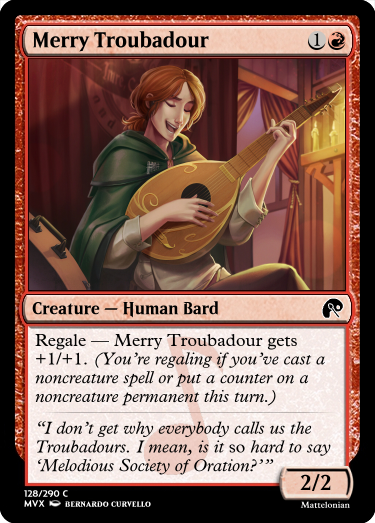 Merry Troubadour 1
Creature — Human Bard
Regale — Merry Troubadour gets
+1/+1. (You're regaling if you've cast a
noncreature spell or put a counter on a
noncreature permanent this turn.)
“I don't get why everybody calls us the
Troubadours. I mean, is it so hard to say
‘Melodious Society of Oration?’”
2/2
128/290 C
MVX BERNARDO CURVELLO
Mattelonian